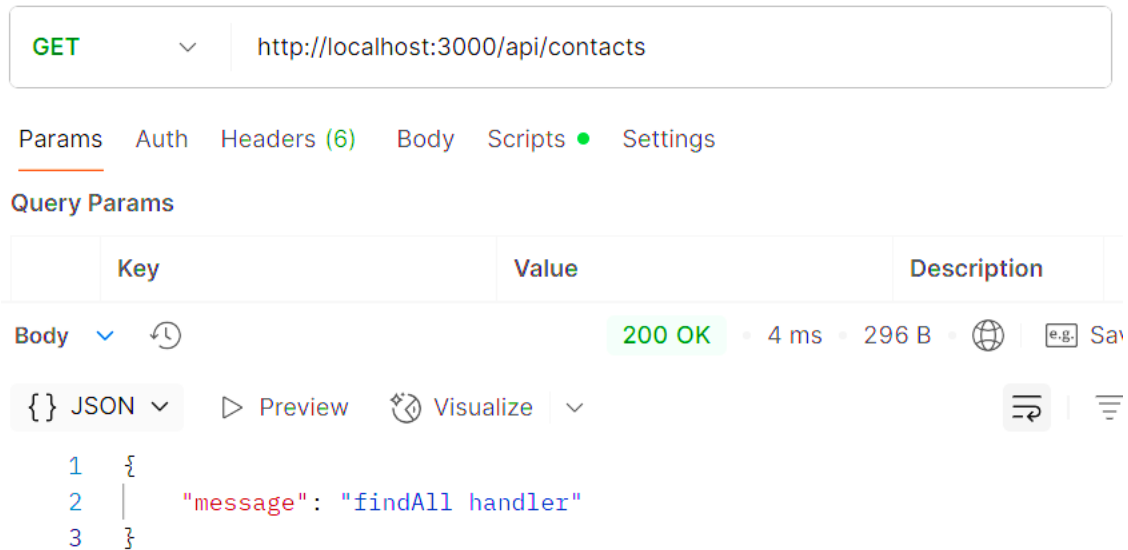 GET http://localhost:3000/api/contacts
Params Auth Headers (6) Body Scripts Settings
Query Params
Key Value Description
Body 200 OK 4 ms 296 B e.g. Sav
{} JSON Preview Visualize
1 {
2 "message": "findAll handler"
3 }